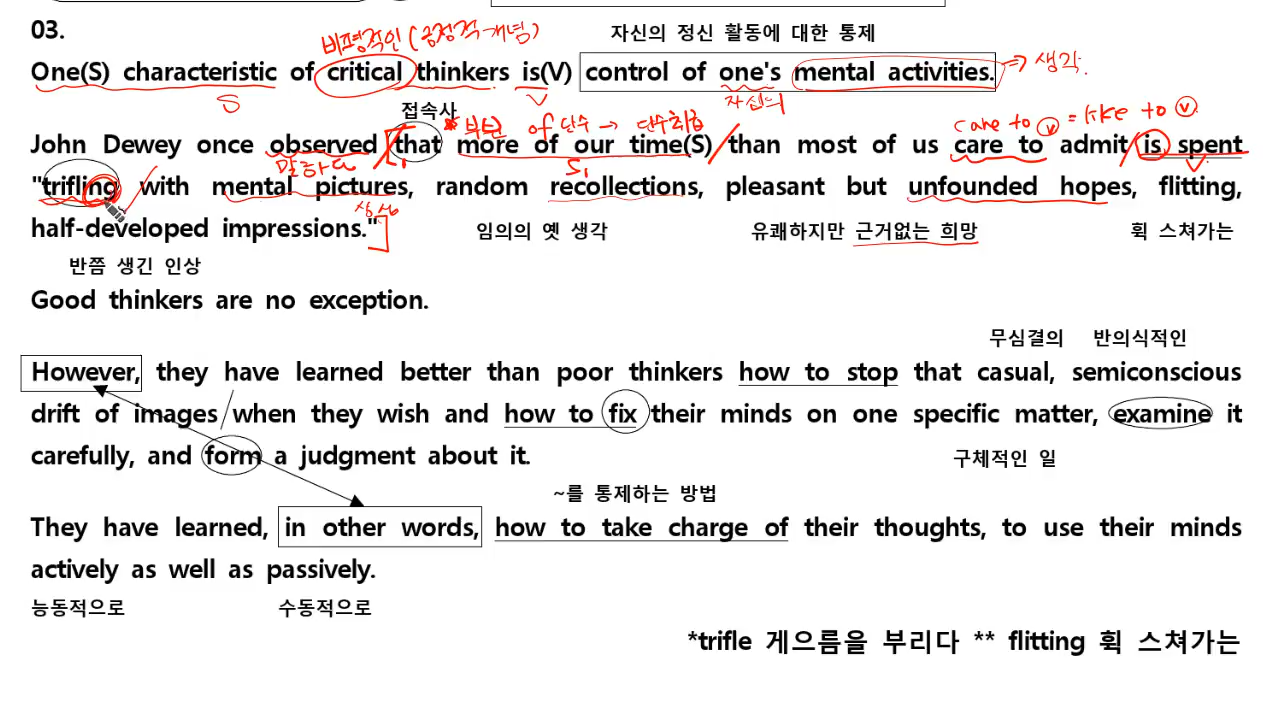 03.
비평적인 (긍정적 개념)
자신의 정신 활동에 대한 통제
One(S) characteristic of critical thinkers is(V) control of one's mental activities. ⇒ 생각
S
V
자신의
접속사
* 부분 of 단수 → 단수취급
care to ⓥ = like to ⓥ
John Dewey once observed [that more of our time(S) / than most of us care to admit / is spent
말하다
S₁
V₁
"trifling with mental pictures, random recollections, pleasant but unfounded hopes, flitting,
상상
half-developed impressions."]
임의의 옛 생각
유쾌하지만 근거없는 희망
휙 스쳐가는
반쯤 생긴 인상
Good thinkers are no exception.
무심결의 반의식적인
However, they have learned better than poor thinkers how to stop that casual, semiconscious
drift of images / when they wish and how to fix their minds on one specific matter, examine it
carefully, and form a judgment about it.
구체적인 일
~를 통제하는 방법
They have learned, in other words, how to take charge of their thoughts, to use their minds
actively as well as passively.
능동적으로 수동적으로
*trifle 게으름을 부리다 ** flitting 휙 스쳐가는